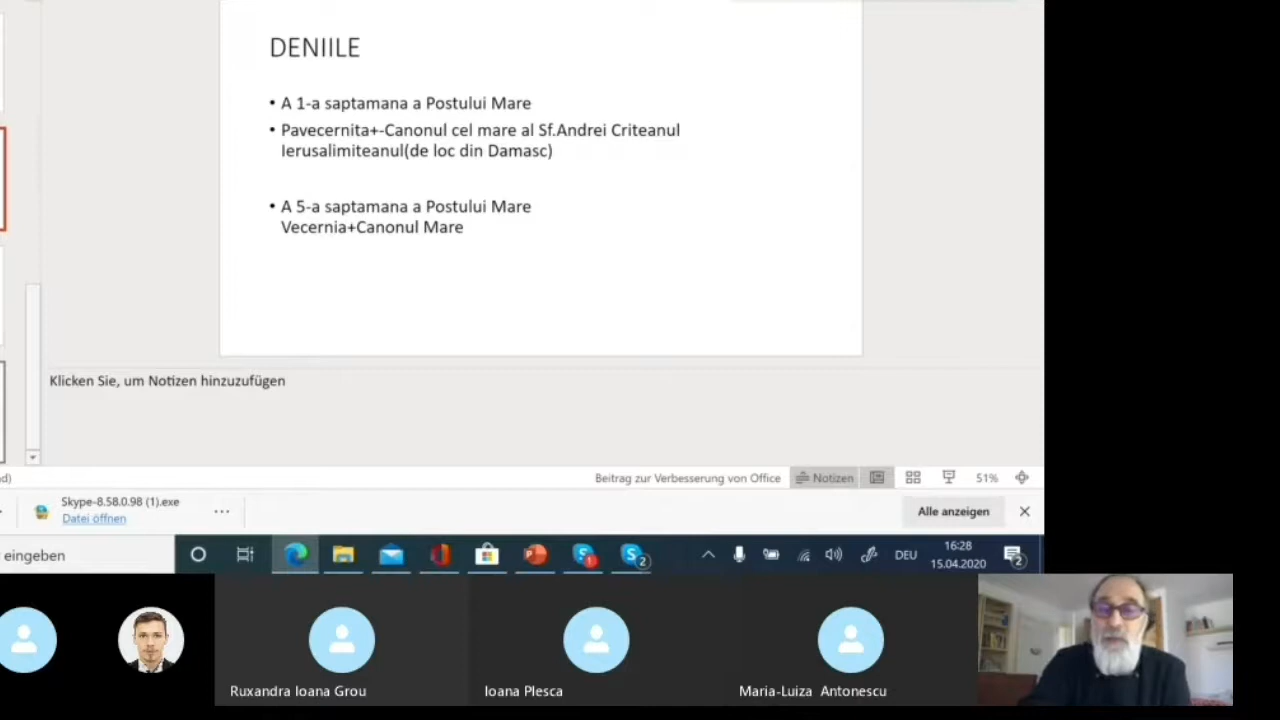 DENIILE
• A 1-a saptamana a Postului Mare
• Pavecernita+-Canonul cel mare al Sf.Andrei Criteanul
Ierusalimiteanul(de loc din Damasc)
• A 5-a saptamana a Postului Mare
Vecernia+Canonul Mare
Klicken Sie, um Notizen hinzuzufügen
d)
Beitrag zur Verbesserung von Office
Notizen
51%
Skype-8.58.0.98 (1).exe
Datei öffnen
...
Alle anzeigen
eingeben
DEU
16:28
15.04.2020
2
2
Ruxandra Ioana Grou
Ioana Plesca
Maria-Luiza Antonescu